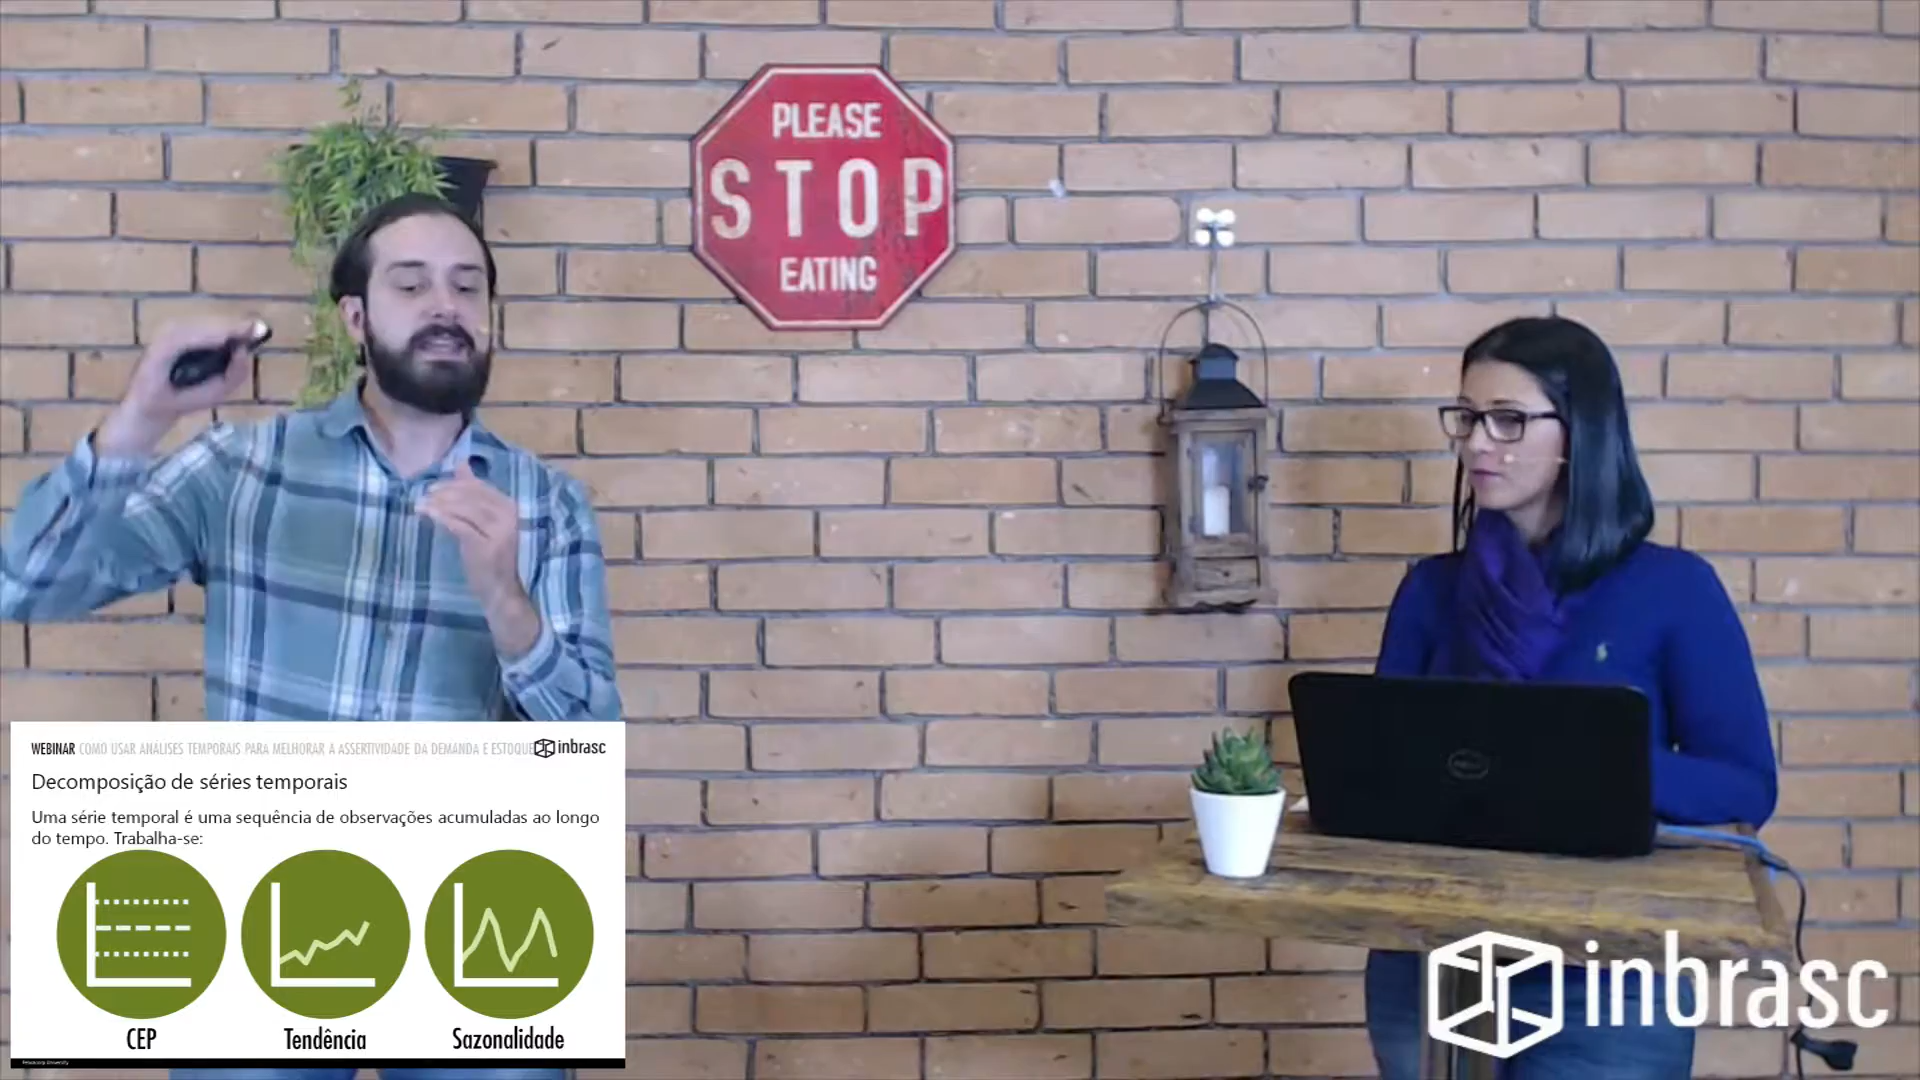 PLEASE
STOP
EATING
WEBINAR COMO USAR ANÁLISES TEMPORAIS PARA MELHORAR A ASSERTIVIDADE DA DEMANDA E ESTOQUE
inbrasc
Decomposição de séries temporais
Uma série temporal é uma sequência de observações acumuladas ao longo
do tempo. Trabalha-se:
CEP
Tendência
Sazonalidade
DELL
inbrasc